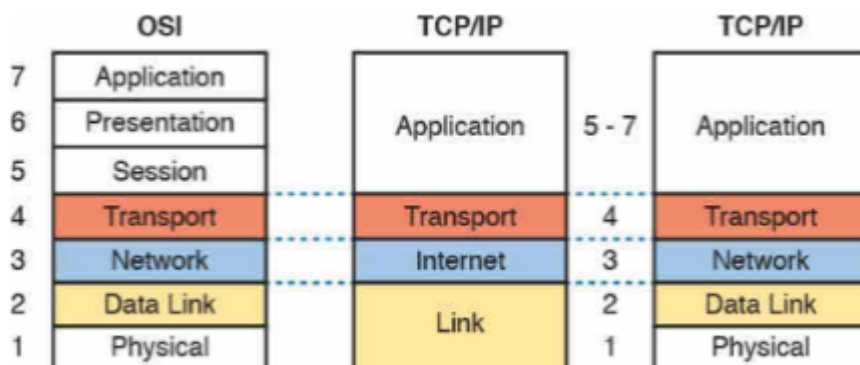 OSI TCP/IP TCP/IP
7 Application
6 Presentation Application 5 - 7 Application
5 Session
4 Transport Transport 4 Transport
3 Network Internet 3 Network
2 Data Link Link 2 Data Link
1 Physical 1 Physical